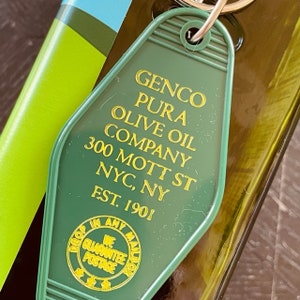 GENCO
PURA
OLIVE OIL
COMPANY
300 MOTT ST
NYC, NY
EST. 1901
DROP IN ANY MAILBOX
WE
GUARANTEE
POSTAGE